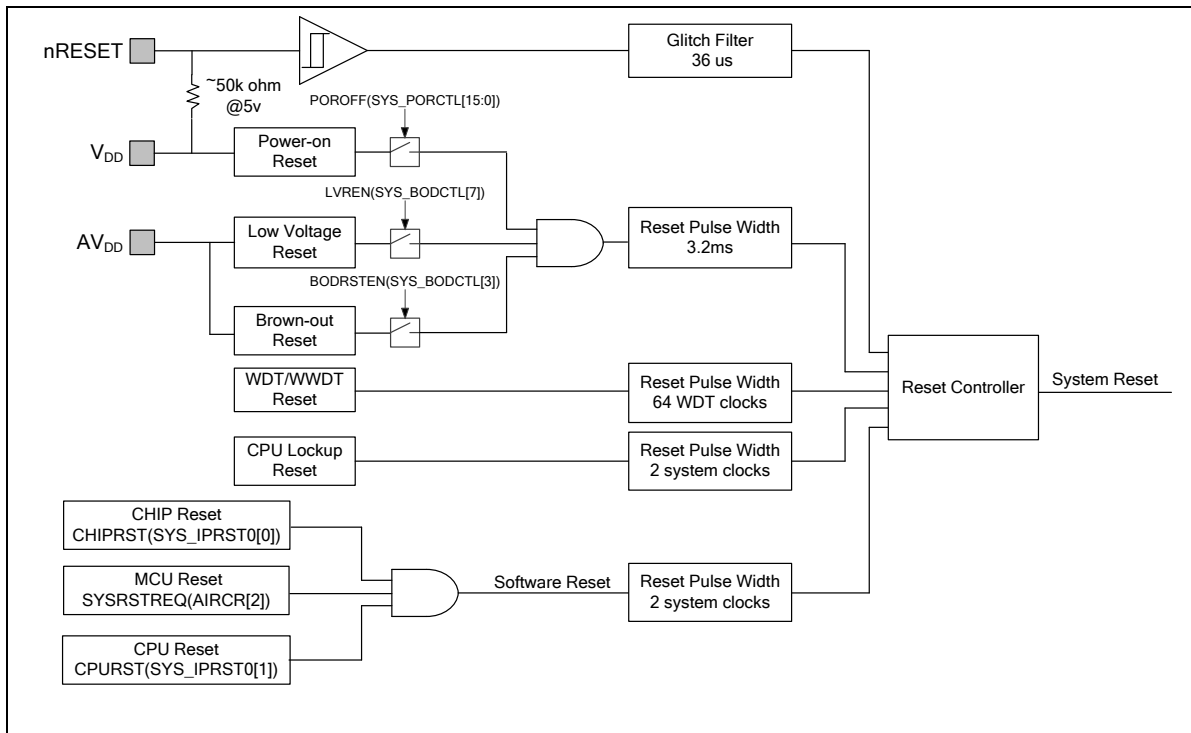 nRESET
Glitch Filter
36 us
~50k ohm
@5v
POROFF(SYS_PORCTL[15:0])
VDD
Power-on
Reset
LVREN(SYS_BODCTL[7])
AVDD
Low Voltage
Reset
Reset Pulse Width
3.2ms
BODRSTEN(SYS_BODCTL[3])
Brown-out
Reset
WDT/WWDT
Reset
Reset Pulse Width
64 WDT clocks
Reset Controller
System Reset
CPU Lockup
Reset
Reset Pulse Width
2 system clocks
CHIP Reset
CHIPRST(SYS_IPRST0[0])
MCU Reset
SYSRSTREQ(AIRCR[2])
Software Reset
Reset Pulse Width
2 system clocks
CPU Reset
CPURST(SYS_IPRST0[1])